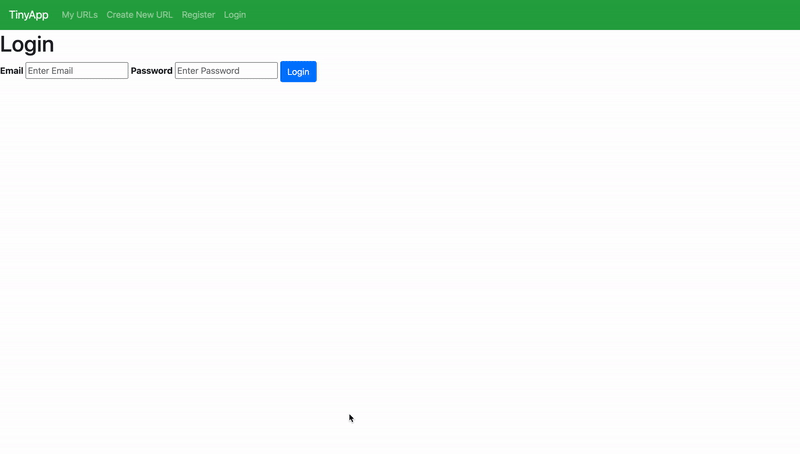 TinyApp My URLs Create New URL Register Login
Login
Email Enter Email Password Enter Password Login